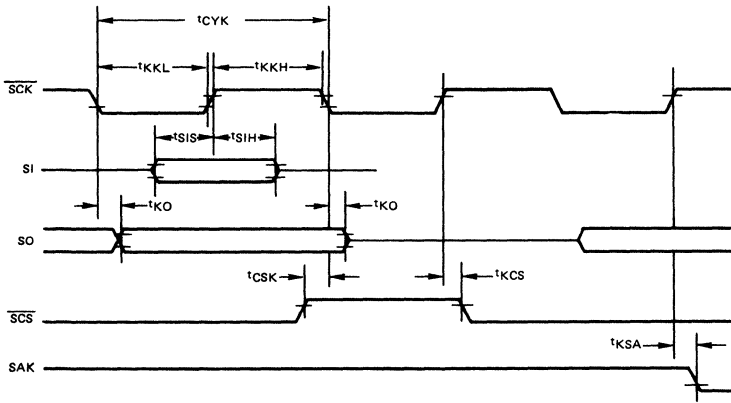 tCYK
tKKL
tKKH
SCK
tSIS
tSIH
SI
tKO
tKO
SO
tCSK
tKCS
SCS
tKSA
SAK